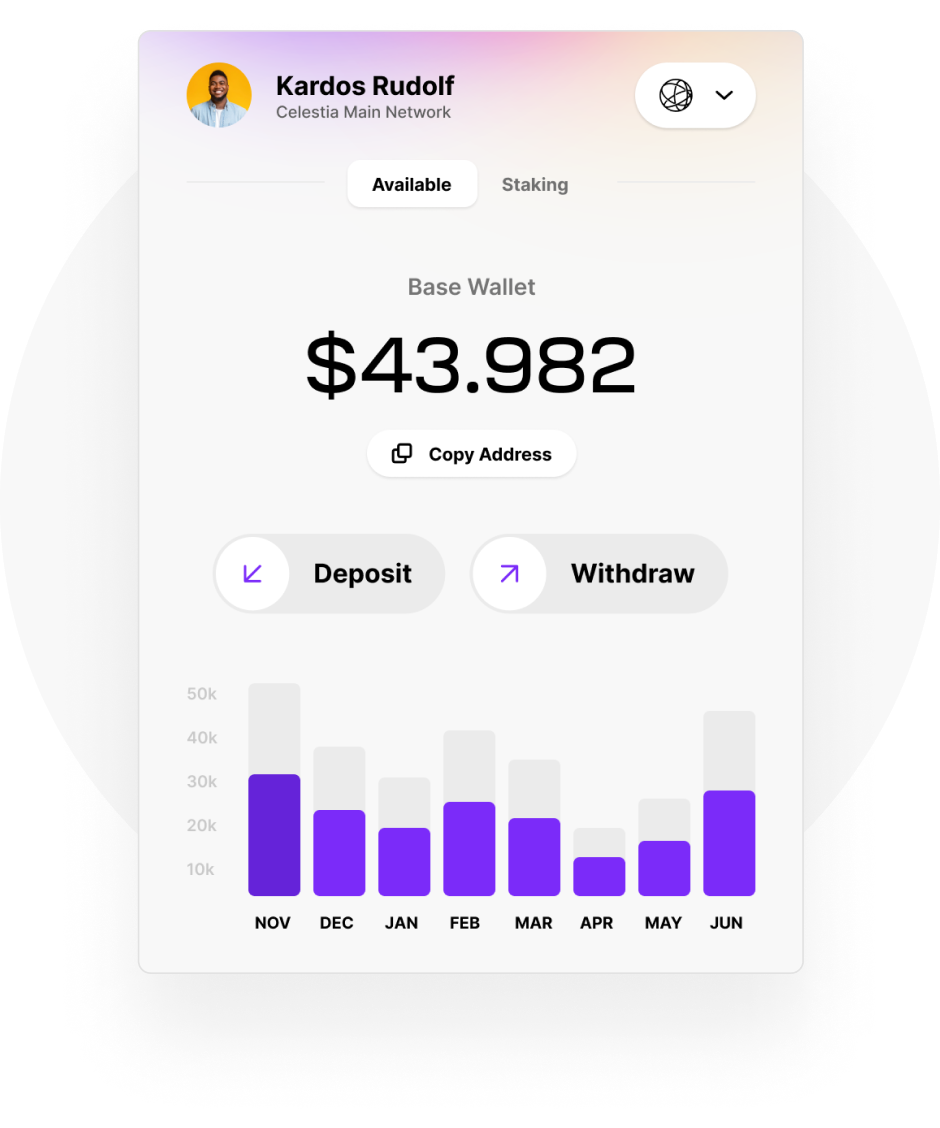 Kardos Rudolf
Celestia Main Network
Available
Staking
Base Wallet
$43.982
Copy Address
Deposit
Withdraw
50k
40k
30k
20k
10k
NOV DEC JAN FEB MAR APR MAY JUN